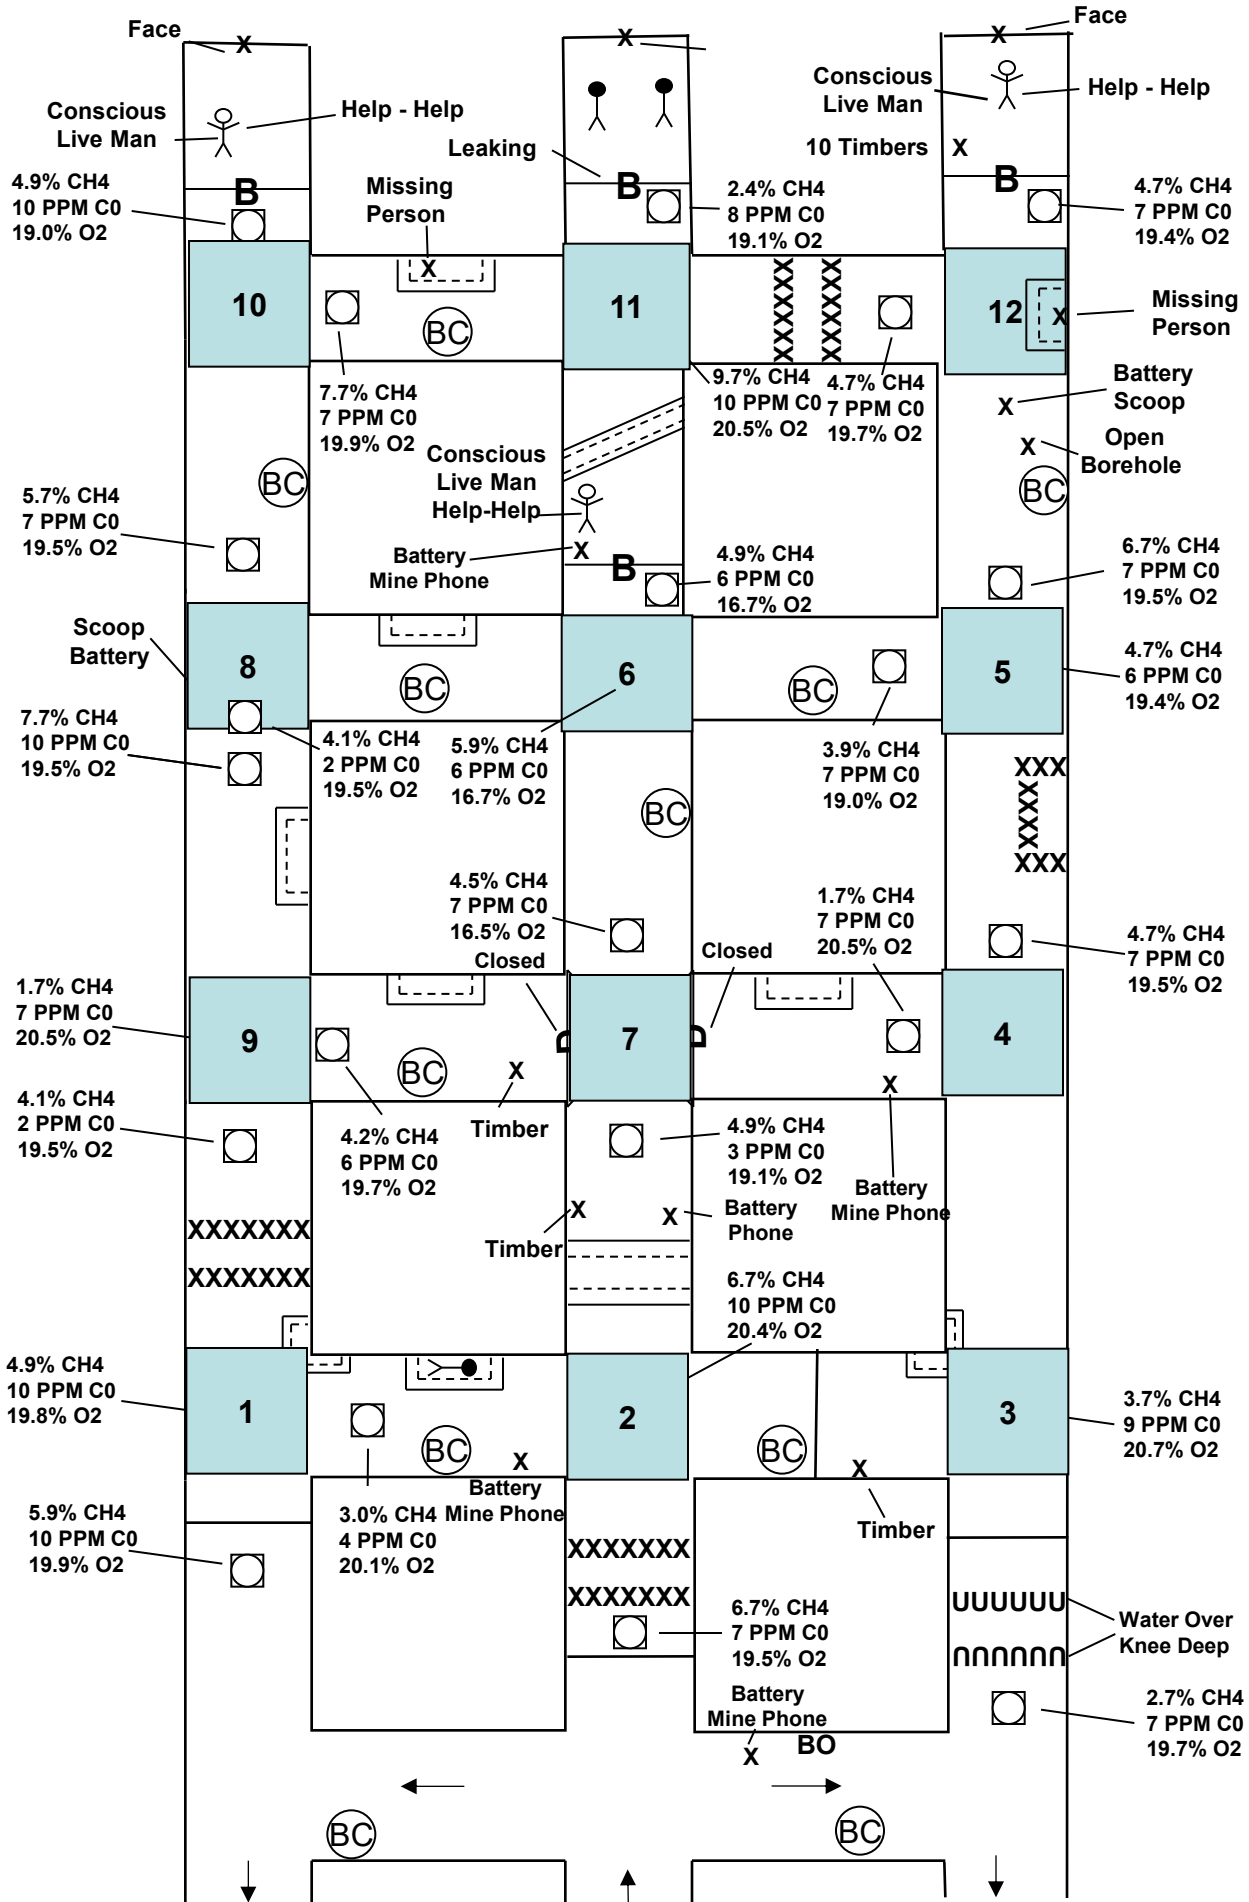 Face
X
X
X
Face
Conscious
Live Man
Help - Help
Conscious
Live Man
Help - Help
Leaking
10 Timbers
X
4.9% CH4
10 PPM C0
19.0% O2
B
Missing
Person
X
B
2.4% CH4
8 PPM C0
19.1% O2
B
4.7% CH4
7 PPM C0
19.4% O2
10
BC
11
XXXXXX
XXXXXX
12
X
Missing
Person
7.7% CH4
7 PPM C0
19.9% O2
9.7% CH4
10 PPM C0
20.5% O2
4.7% CH4
7 PPM C0
19.7% O2
X
Battery
Scoop
X
Open
Borehole
BC
BC
Conscious
Live Man
Help-Help
5.7% CH4
7 PPM C0
19.5% O2
Battery
Mine Phone
X
B
4.9% CH4
6 PPM C0
16.7% O2
6.7% CH4
7 PPM C0
19.5% O2
Scoop
Battery
8
BC
6
BC
5
4.7% CH4
6 PPM C0
19.4% O2
7.7% CH4
10 PPM C0
19.5% O2
4.1% CH4
2 PPM C0
19.5% O2
5.9% CH4
6 PPM C0
16.7% O2
3.9% CH4
7 PPM C0
19.0% O2
BC
XXX
XXXXX
XXX
4.5% CH4
7 PPM C0
16.5% O2
Closed
Closed
1.7% CH4
7 PPM C0
20.5% O2
4.7% CH4
7 PPM C0
19.5% O2
1.7% CH4
7 PPM C0
20.5% O2
9
BC
X
D
7
D
X
4
4.1% CH4
2 PPM C0
19.5% O2
4.2% CH4
6 PPM C0
19.7% O2
Timber
4.9% CH4
3 PPM C0
19.1% O2
Battery
Mine Phone
X
Timber
X
Battery
Phone
XXXXXXX
XXXXXXX
6.7% CH4
10 PPM C0
20.4% O2
4.9% CH4
10 PPM C0
19.8% O2
1
BC
X
2
BC
X
3
3.7% CH4
9 PPM C0
20.7% O2
Battery
Mine Phone
Timber
5.9% CH4
10 PPM C0
19.9% O2
3.0% CH4
4 PPM C0
20.1% O2
XXXXXXX
XXXXXXX
6.7% CH4
7 PPM C0
19.5% O2
UUUUUU
Water Over
Knee Deep
Battery
Mine Phone
X
BO
2.7% CH4
7 PPM C0
19.7% O2
BC
BC